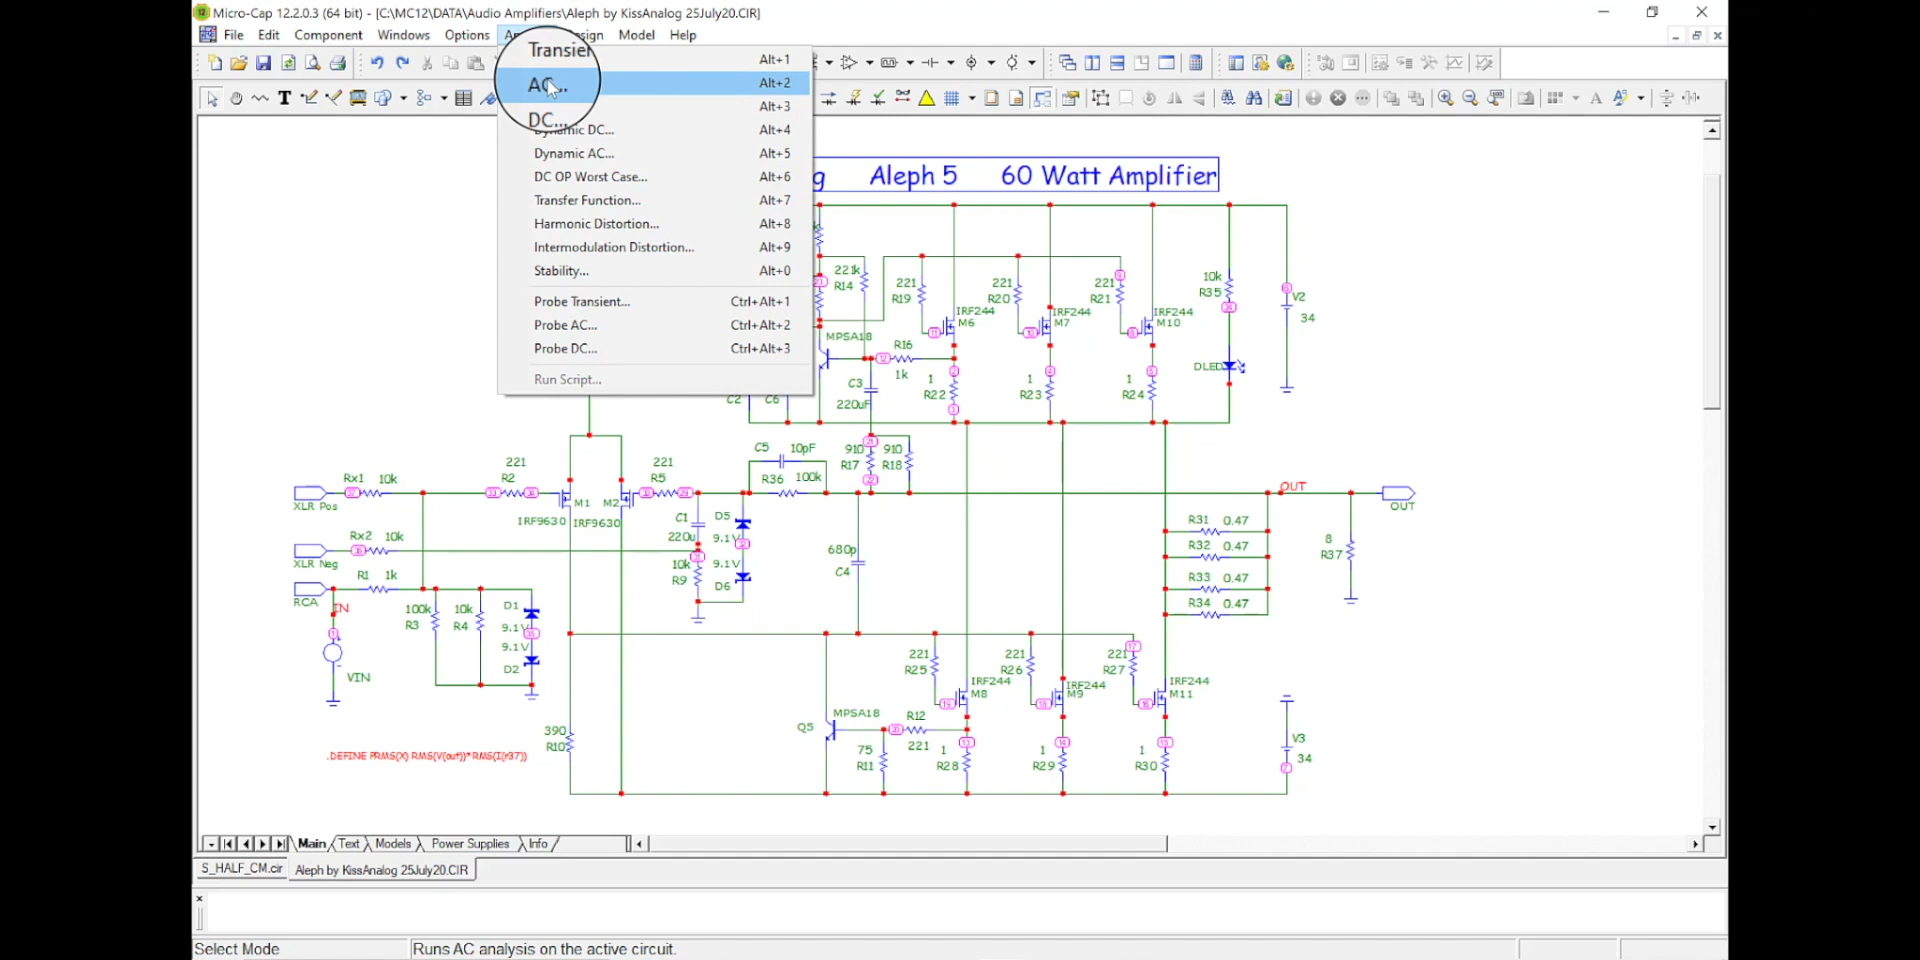 Micro-Cap 12.2.0.3 (64 bit) - [C:\MC12\DATA\Audio Amplifiers\Aleph by KissAnalog 25July20.CIR]
File Edit Component Windows Options Model Help
Transier
Alt+1
AC...
Alt+2
DC...
Alt+3
Dynamic DC... Alt+4
Dynamic AC... Alt+5
DC OP Worst Case... Alt+6
Transfer Function... Alt+7
Harmonic Distortion... Alt+8
Intermodulation Distortion... Alt+9
Stability... Alt+0
Probe Transient... Ctrl+Alt+1
Probe AC... Ctrl+Alt+2
Probe DC... Ctrl+Alt+3
Run Script...
g Aleph 5 60 Watt Amplifier
221k
R14
221
R19
221
R20
221
R21
10k
R35
V2
34
IRF244
M6
IRF244
M7
IRF244
M10
MPSA18
R16
1k
DLED
C3
220uF
1
R22
1
R23
1
R24
C2 C6
C5 10pF
R36 100k
910
R17
910
R18
Rx1 10k
XLR Pos
221
R2
221
R5
M1
M2
IRF9630 IRF9630
OUT
OUT
Rx2 10k
XLR Neg
C1
220u
D5
9.1V
9.1V
D6
10k
R9
680p
C4
R31 0.47
R32 0.47
R33 0.47
R34 0.47
8
R37
R1 1k
RCA
IN
100k
R3
10k
R4
D1
9.1V
9.1V
D2
VIN
221
R25
221
R26
221
R27
IRF244
M8
IRF244
M9
IRF244
M11
MPSA18
Q5
R12
221
75
R11
1
R28
1
R29
1
R30
V3
34
390
R10
.DEFINE PRMS(X) RMS(V(out))*RMS(I(r37))
Main Text Models Power Supplies Info
S_HALF_CM.cir Aleph by KissAnalog 25July20.CIR
Select Mode Runs AC analysis on the active circuit.